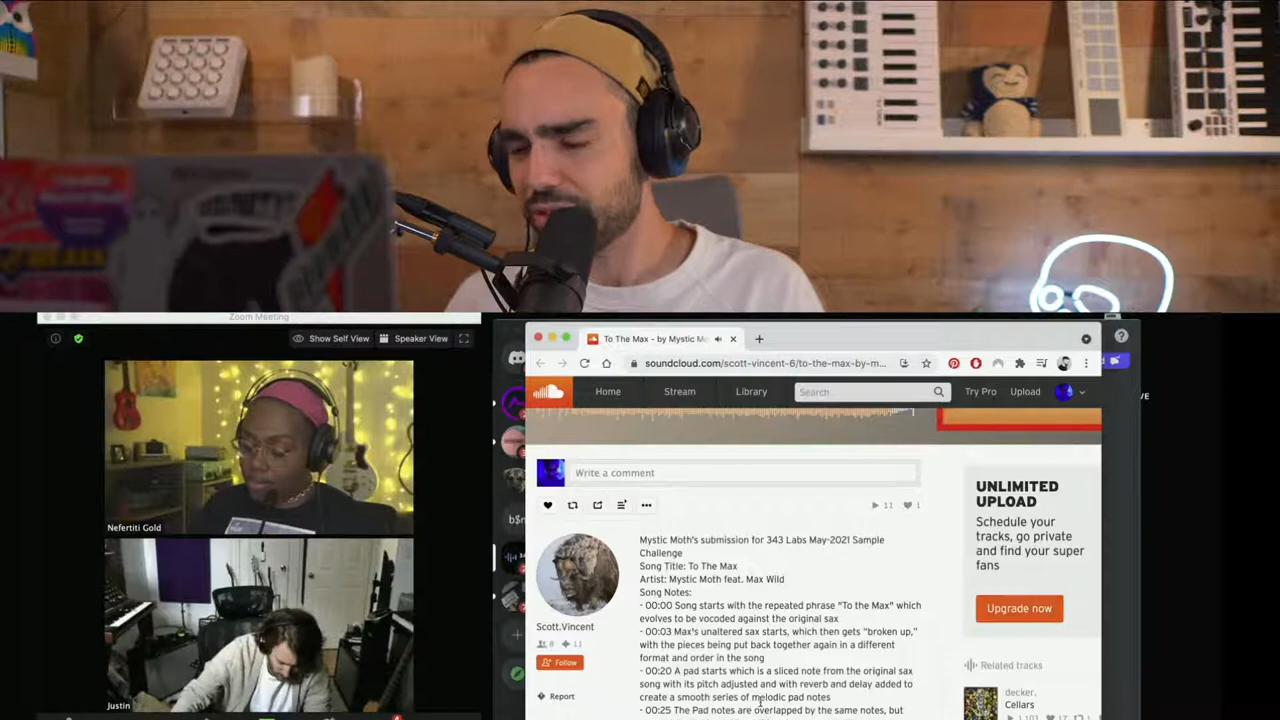 Zoom Meeting
Show Self View
Speaker View
Nefertiti Gold
Justin
To The Max - by Mystic M
soundcloud.com/scott-vincent-6/to-the-max-by-m...
Home
Stream
Library
Search
Try Pro
Upload
Write a comment
11
1
Mystic Moth's submission for 343 Labs May-2021 Sample
Challenge
Song Title: To The Max
Artist: Mystic Moth feat. Max Wild
Song Notes:
- 00:00 Song starts with the repeated phrase "To the Max" which
evolves to be vocoded against the original sax
- 00:03 Max's unaltered sax starts, which then gets "broken up,"
with the pieces being put back together again in a different
format and order in the song
- 00:20 A pad starts which is a sliced note from the original sax
song with its pitch adjusted and with reverb and delay added to
create a smooth series of melodic pad notes
- 00:25 The Pad notes are overlapped by the same notes, but
Scott.Vincent
8
11
Follow
Report
UNLIMITED
UPLOAD
Schedule your
tracks, go private
and find your super
fans
Upgrade now
Related tracks
decker.
Cellars